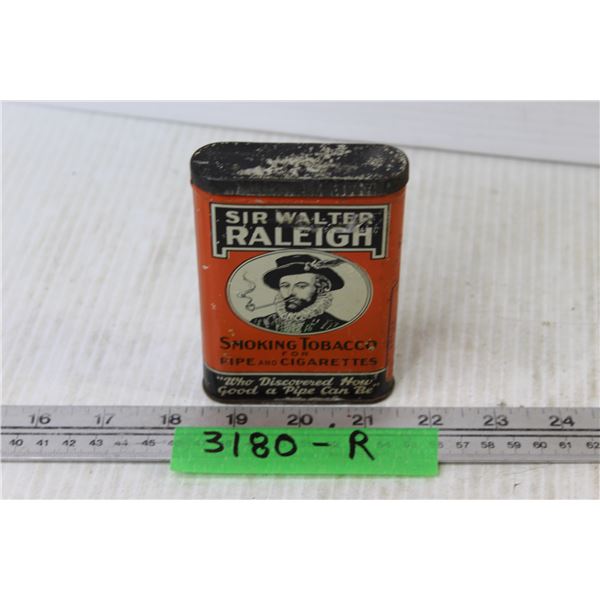 SIR WALTER
RALEIGH
SMOKING TOBACCO
FOR
PIPE AND CIGARETTES
"Who Discovered How
Good a Pipe Can Be"
16 17 18 19 20 21 22 23 24
40 41 42 43 44 45 56 57 58 59 60 61 62
3180-R